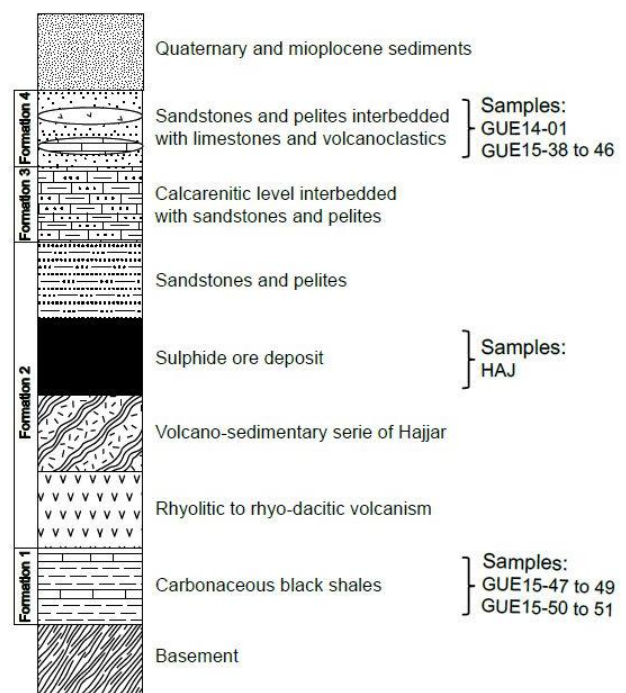 Quaternary and mioplocene sediments
Formation 4
Sandstones and pelites interbedded
with limestones and volcanoclastics
Samples:
GUE14-01
GUE15-38 to 46
Formation 3
Calcarenitic level interbedded
with sandstones and pelites
Formation 2
Sandstones and pelites
Sulphide ore deposit
Samples:
HAJ
Volcano-sedimentary serie of Hajjar
Rhyolitic to rhyo-dacitic volcanism
Formation 1
Carbonaceous black shales
Samples:
GUE15-47 to 49
GUE15-50 to 51
Basement